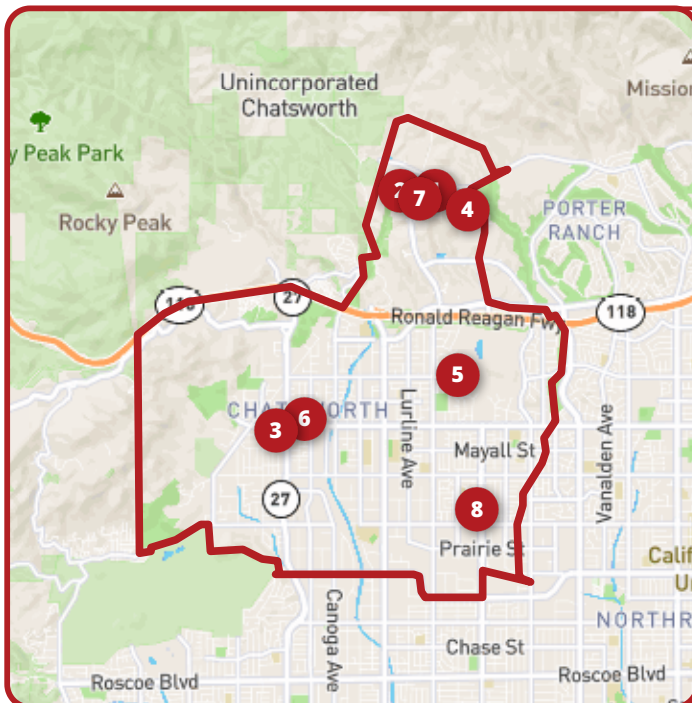 Unincorporated
Chatsworth
Mission
y Peak Park
Rocky Peak
2
7
4
PORTER
RANCH
27
118
Ronald Reagan Fwy
118
5
CHATSWORTH
6
3
Lurline Ave
Mayall St
Vanalden Ave
27
8
Prairie St
Calif
U
Canoga Ave
NORTHR
Chase St
Roscoe Blvd
Roscoe Blvd